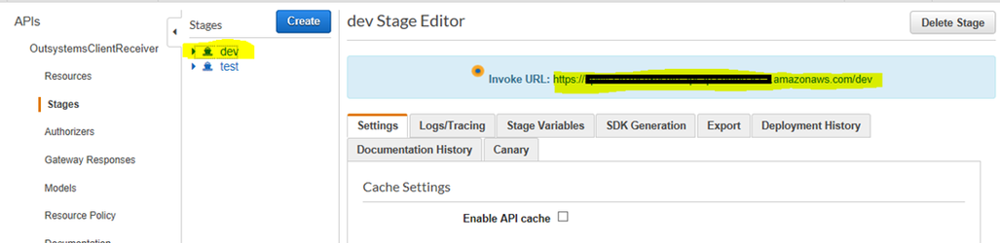 APIs
OutsystemsClientReceiver
Resources
Stages
Authorizers
Gateway Responses
Models
Resource Policy
Documentation
Stages
Create
dev
test
dev Stage Editor
Delete Stage
Invoke URL: https:// amazonaws.com/dev
Settings
Logs/Tracing
Stage Variables
SDK Generation
Export
Deployment History
Documentation History
Canary
Cache Settings
Enable API cache